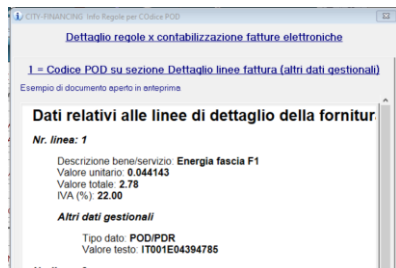 CITY-FINANCING Info Regole per COdice POD
Dettaglio regole x contabilizzazione fatture elettroniche
1 = Codice POD su sezione Dettaglio linee fattura (altri dati gestionali)
Esempio di documento aperto in anteprima
Dati relativi alle linee di dettaglio della fornitur
Nr. linea: 1
Descrizione bene/servizio: Energia fascia F1
Valore unitario: 0.044143
Valore totale: 2.78
IVA (%): 22.00
Altri dati gestionali
Tipo dato: POD/PDR
Valore testo: IT001E04394785